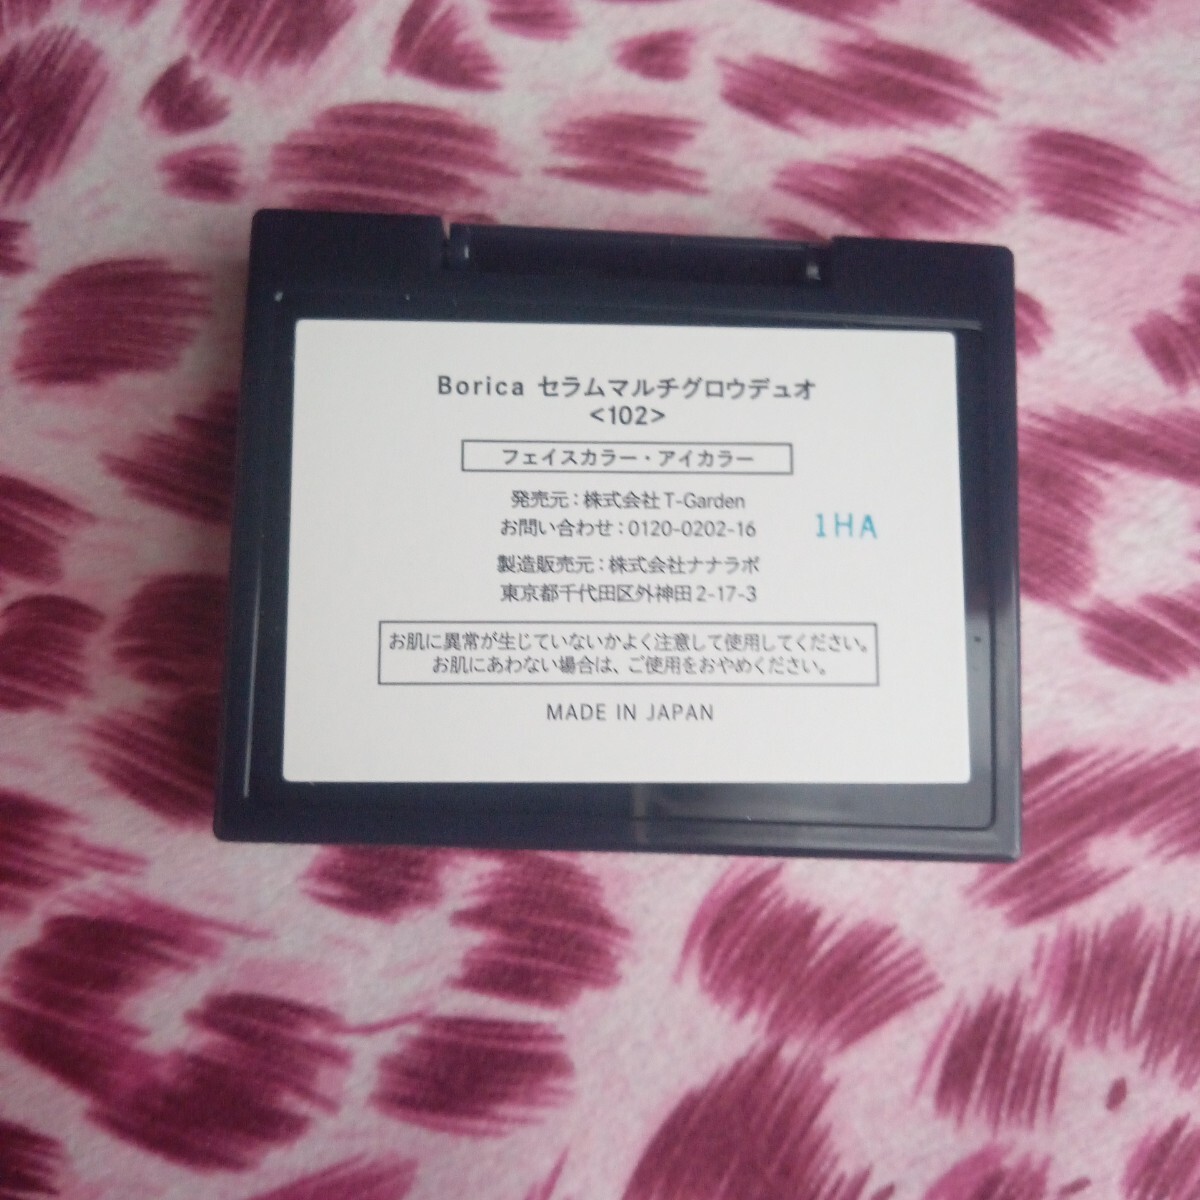 Borica セラムマルチグロウデュオ
<102>
フェイスカラー・アイカラー
発売元：株式会社T-Garden
お問い合わせ：0120-0202-16
1HA
製造販売元：株式会社ナナラボ
東京都千代田区外神田2-17-3
お肌に異常が生じていないかよく注意して使用してください。
お肌にあわない場合は、ご使用をおやめください。
MADE IN JAPAN